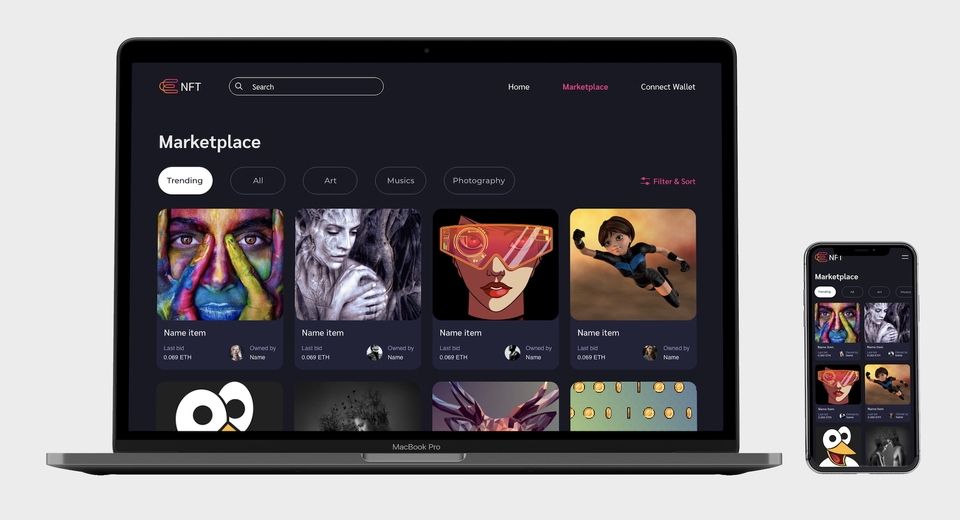 NFT
Search
Home
Marketplace
Connect Wallet
Marketplace
Trending
All
Art
Musics
Photography
Filter & Sort
Name item
Last bid
0.069 ETH
Owned by
Name
Name item
Last bid
0.069 ETH
Owned by
Name
Name item
Last bid
0.069 ETH
Owned by
Name
Name item
Last bid
0.069 ETH
Owned by
Name
MacBook Pro
NFT
Marketplace
Trending
All
Art
Name item
Last bid
0.069 ETH
Owned by
Name
Name item
Last bid
0.069 ETH
Owned by
Name
Name item
Last bid
0.069 ETH
Owned by
Name
Name item
Last bid
0.069 ETH
Owned by
Name